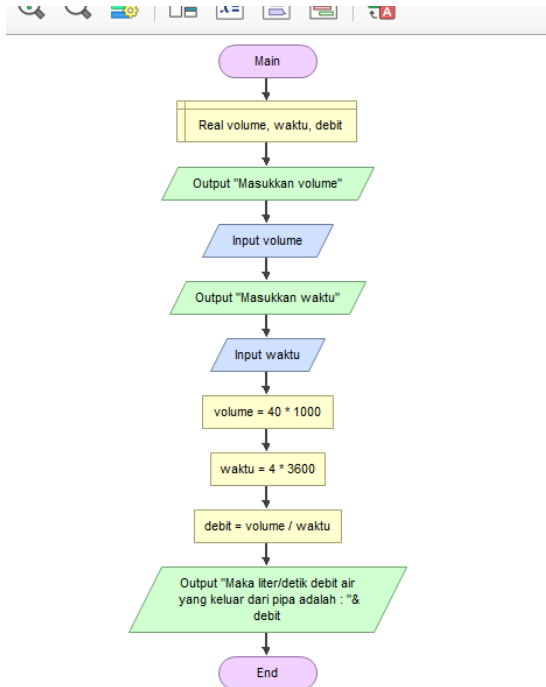 Main
Real volume, waktu, debit
Output "Masukkan volume"
Input volume
Output "Masukkan waktu"
Input waktu
volume = 40 * 1000
waktu = 4 * 3600
debit = volume / waktu
Output "Maka liter/detik debit air
yang keluar dari pipa adalah : "&
debit
End